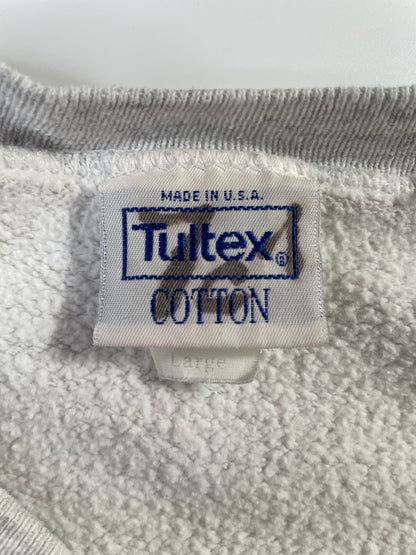 MADE IN U.S.A.
Tultex®
COTTON
Large